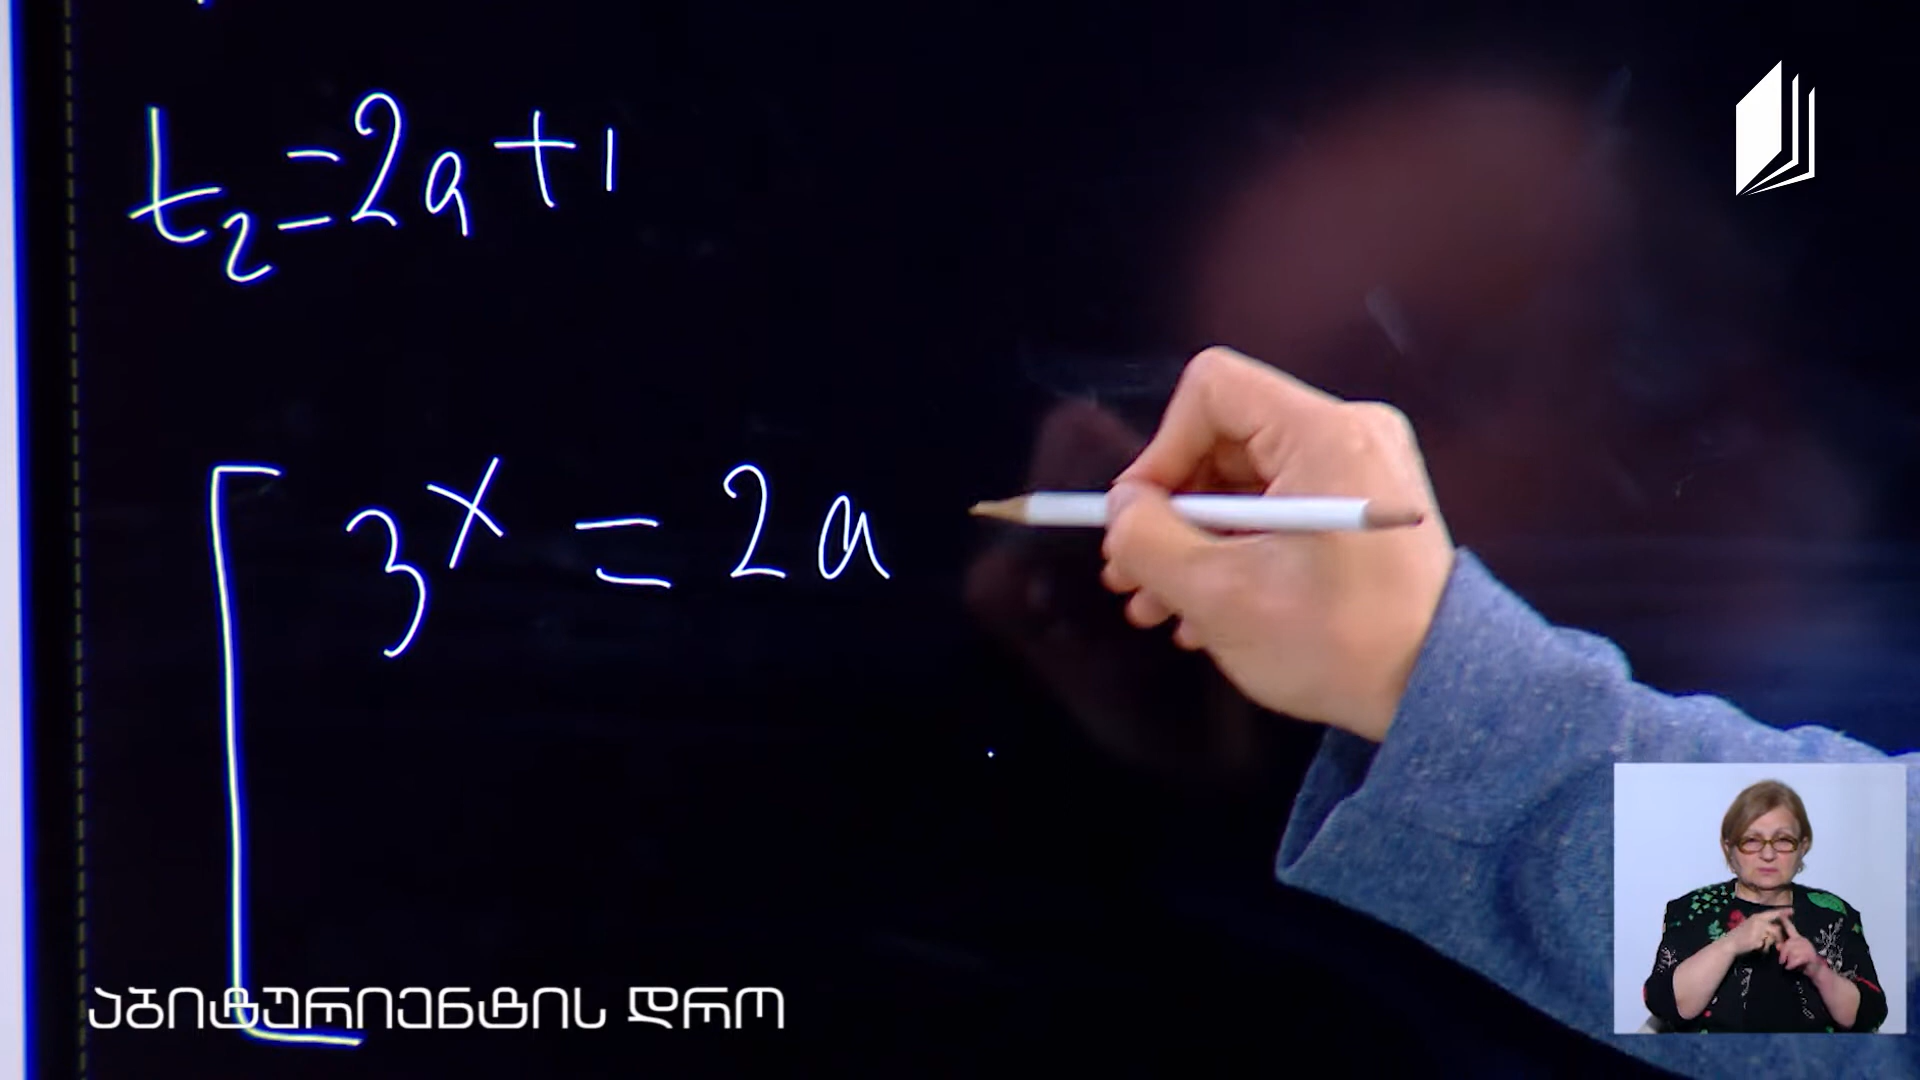 t₂=2a+1
3ˣ = 2a
აბიტურიენტის დრო